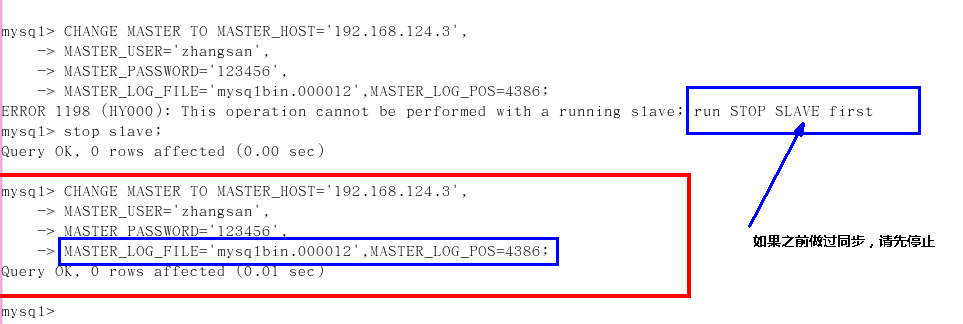 mysql> CHANGE MASTER TO MASTER_HOST='192.168.124.3',
-> MASTER_USER='zhangsan',
-> MASTER_PASSWORD='123456',
-> MASTER_LOG_FILE='mysqlbin.000012',MASTER_LOG_POS=4386;
ERROR 1198 (HY000): This operation cannot be performed with a running slave; run STOP SLAVE first
mysql> stop slave;
Query OK, 0 rows affected (0.00 sec)
mysql> CHANGE MASTER TO MASTER_HOST='192.168.124.3',
-> MASTER_USER='zhangsan',
-> MASTER_PASSWORD='123456',
-> MASTER_LOG_FILE='mysqlbin.000012',MASTER_LOG_POS=4386;
如果之前做过同步，请先停止
Query OK, 0 rows affected (0.01 sec)
mysql>